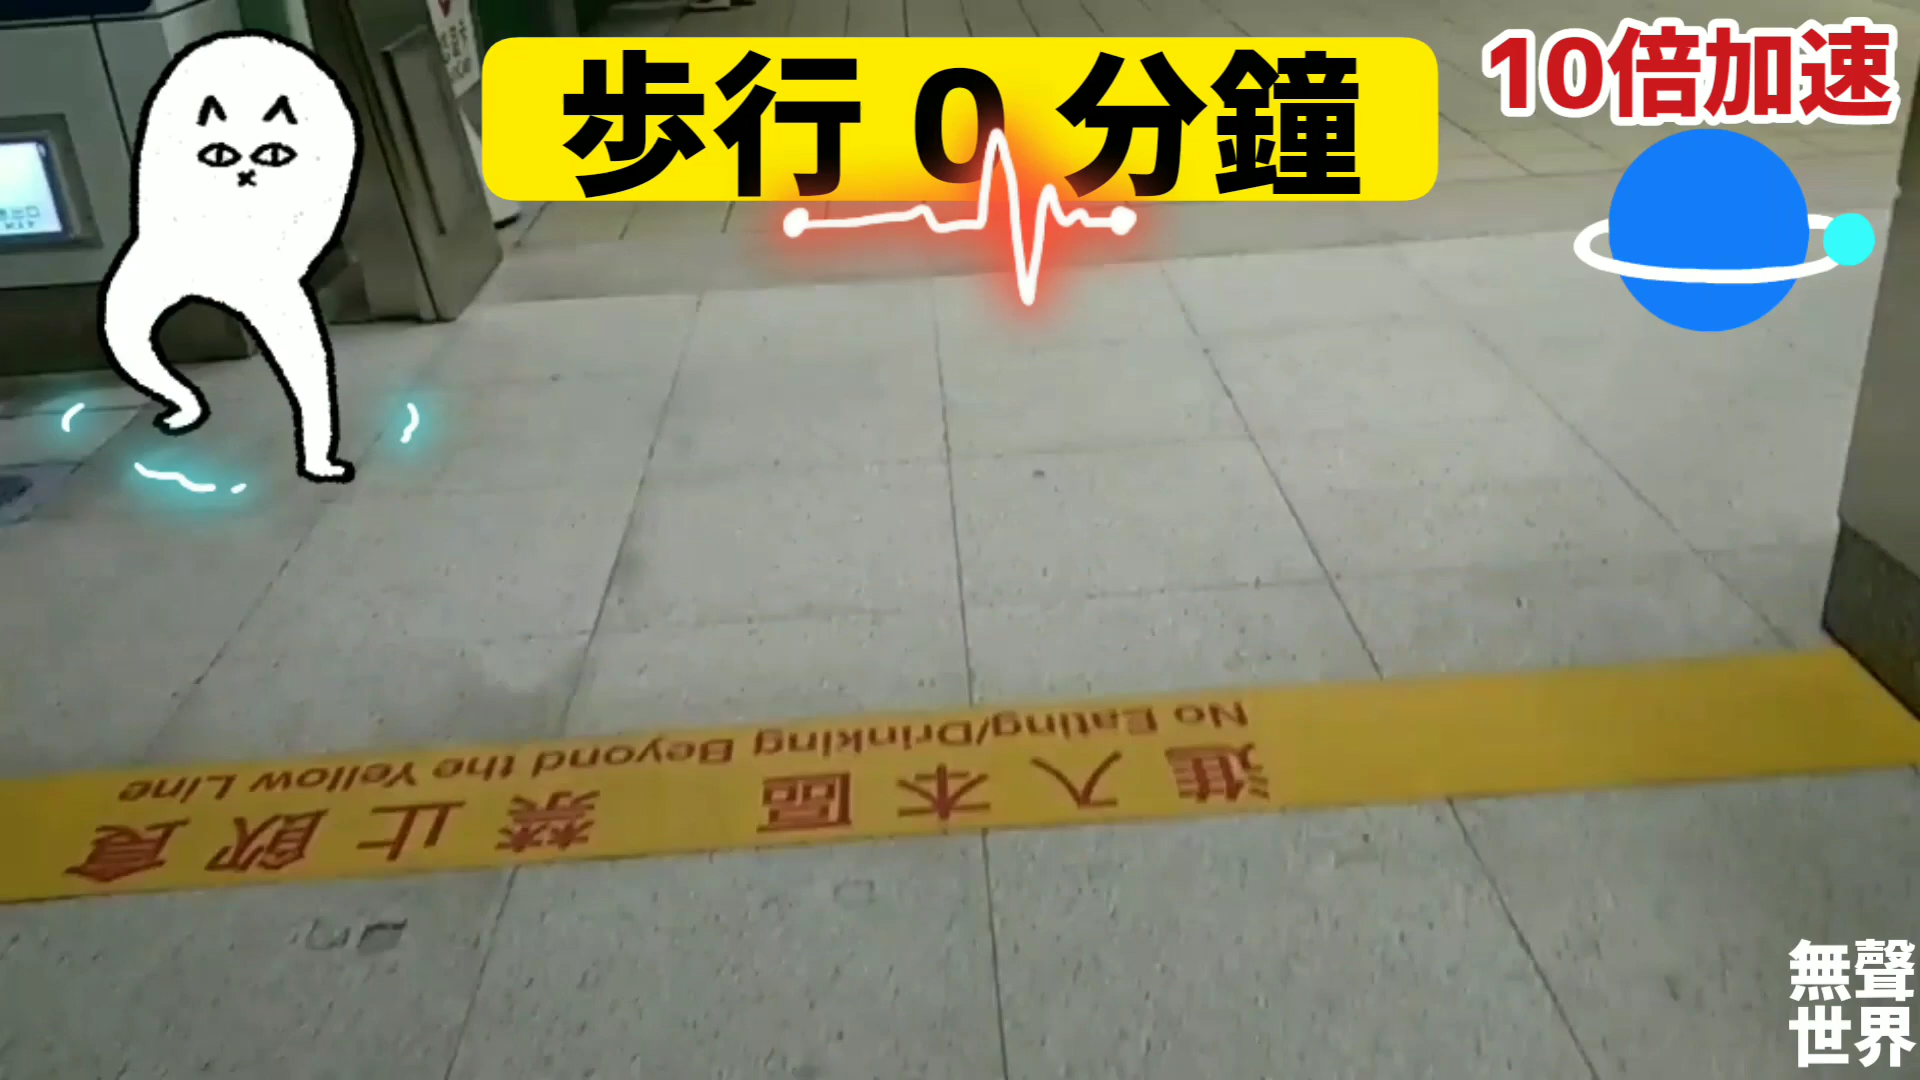 歩行 0 分鐘
10倍加速
進入本區 禁止飲食
No Eating/Drinking Beyond the Yellow Line
無聲
世界